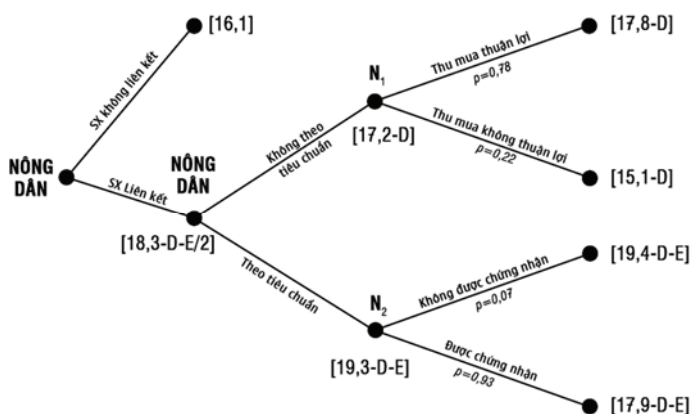 [16,1]
SX không liên kết
NÔNG
DÂN
SX Liên kết
NÔNG
DÂN
[18,3-D-E/2]
Không theo
tiêu chuẩn
Theo tiêu chuẩn
N1
[17,2-D]
Thu mua thuận lợi
p=0,78
[17,8-D]
Thu mua không thuận lợi
p=0,22
[15,1-D]
N2
[19,3-D-E]
Không được chứng nhận
p=0,07
[19,4-D-E]
Được chứng nhận
p=0,93
[17,9-D-E]